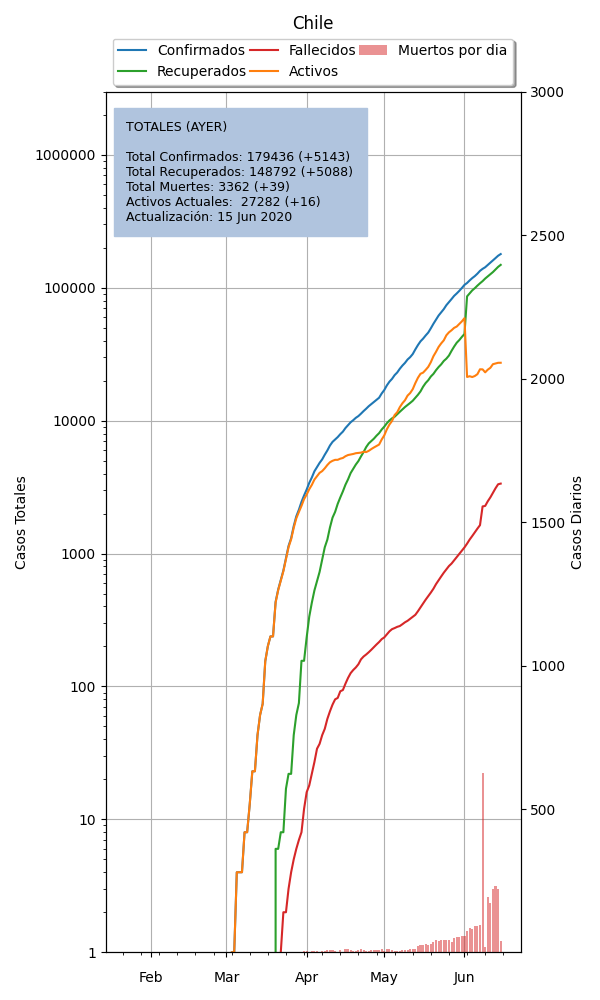 Chile
Confirmados
Recuperados
Fallecidos
Activos
Muertos por dia
TOTALES (AYER)
Total Confirmados: 179436 (+5143)
Total Recuperados: 148792 (+5088)
Total Muertes: 3362 (+39)
Activos Actuales:  27282 (+16)
Actualización: 15 Jun 2020
Casos Totales
1000000
100000
10000
1000
100
10
1
Casos Diarios
3000
2500
2000
1500
1000
500
Feb
Mar
Apr
May
Jun